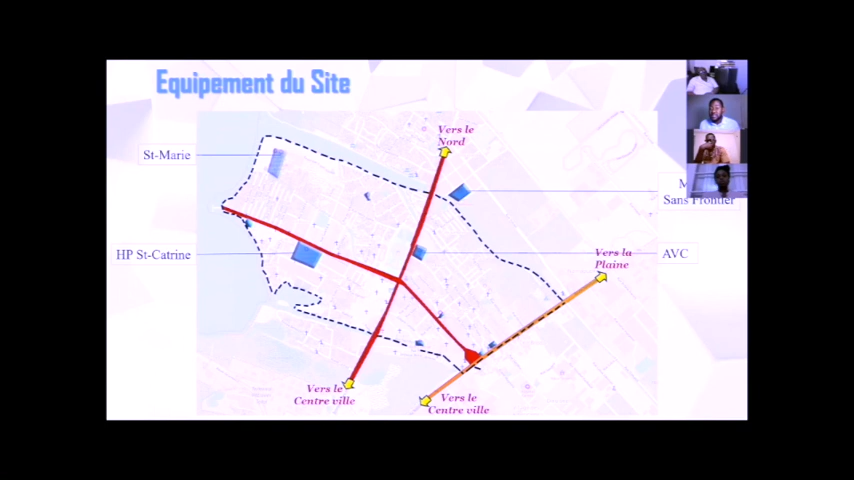 Equipement du Site
Vers le
Nord
St-Marie
M
Sans Frontier
HP St-Catrine
Vers la
Plaine
AVC
Vers le
Centre ville
Vers le
Centre ville